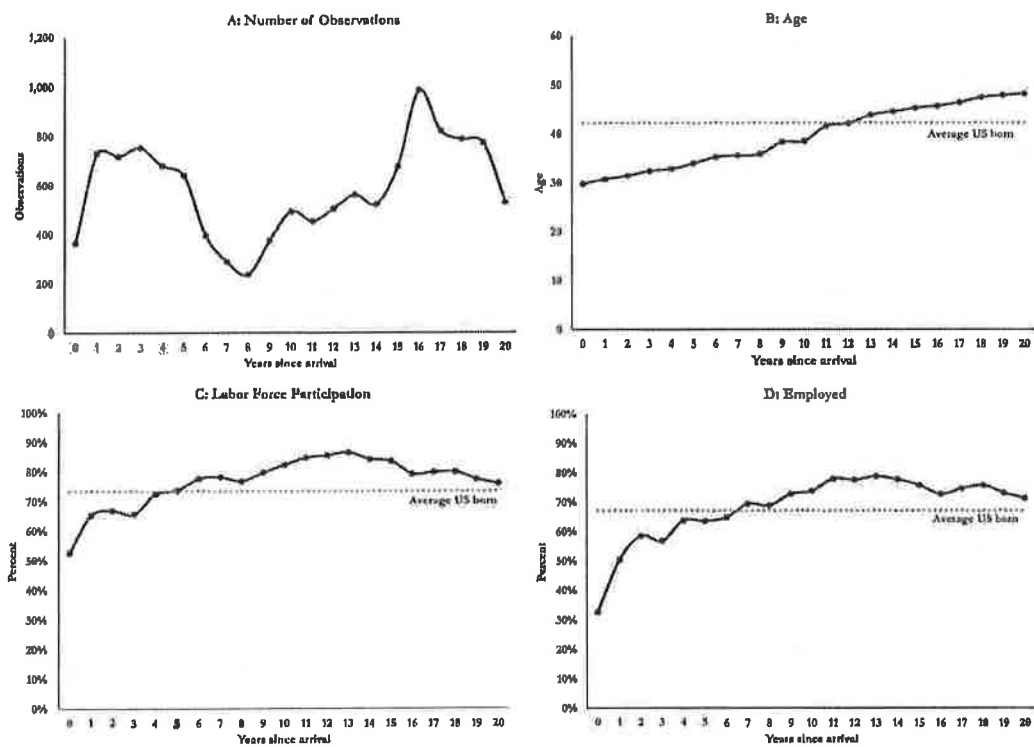 A: Number of Observations
1,200
1,000
800
600
400
200
0
Observations
0 1 2 3 4 5 6 7 8 9 10 11 12 13 14 15 16 17 18 19 20
Years since arrival
B: Age
60
50
40
30
20
10
0
Age
Average US born
0 1 2 3 4 5 6 7 8 9 10 11 12 13 14 15 16 17 18 19 20
Years since arrival
C: Labor Force Participation
100%
90%
80%
70%
60%
50%
40%
30%
20%
10%
0%
Percent
Average US born
0 1 2 3 4 5 6 7 8 9 10 11 12 13 14 15 16 17 18 19 20
Years since arrival
D: Employed
100%
90%
80%
70%
60%
50%
40%
30%
20%
10%
0%
Percent
Average US born
0 1 2 3 4 5 6 7 8 9 10 11 12 13 14 15 16 17 18 19 20
Years since arrival